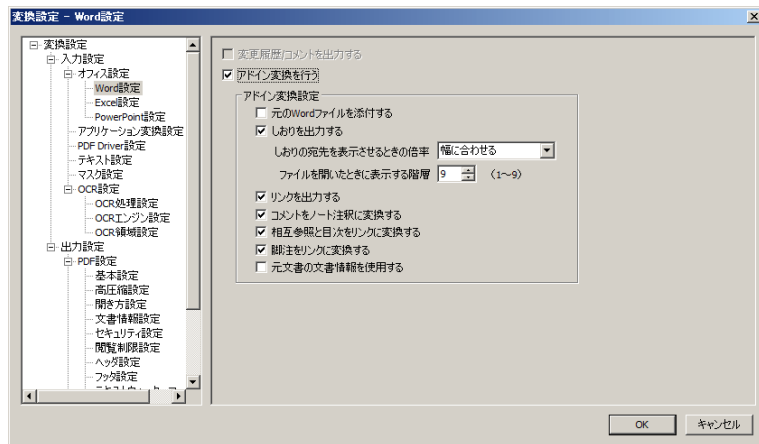 変換設定 - Word設定
変換設定
入力設定
オフィス設定
Word設定
Excel設定
PowerPoint設定
アプリケーション変換設定
PDF Driver設定
テキスト設定
マスク設定
OCR設定
OCR処理設定
OCRエンジン設定
OCR領域設定
出力設定
PDF設定
基本設定
高圧縮設定
開き方設定
文書情報設定
セキュリティ設定
閲覧制限設定
ヘッダ設定
フッタ設定
変更履歴/コメントを出力する
アドイン変換を行う
アドイン変換設定
元のWordファイルを添付する
しおりを出力する
しおりの宛先を表示させるときの倍率 幅に合わせる
ファイルを開いたときに表示する階層 9 (1～9)
リンクを出力する
コメントをノート注釈に変換する
相互参照と目次をリンクに変換する
脚注をリンクに変換する
元文書の文書情報を使用する
OK キャンセル